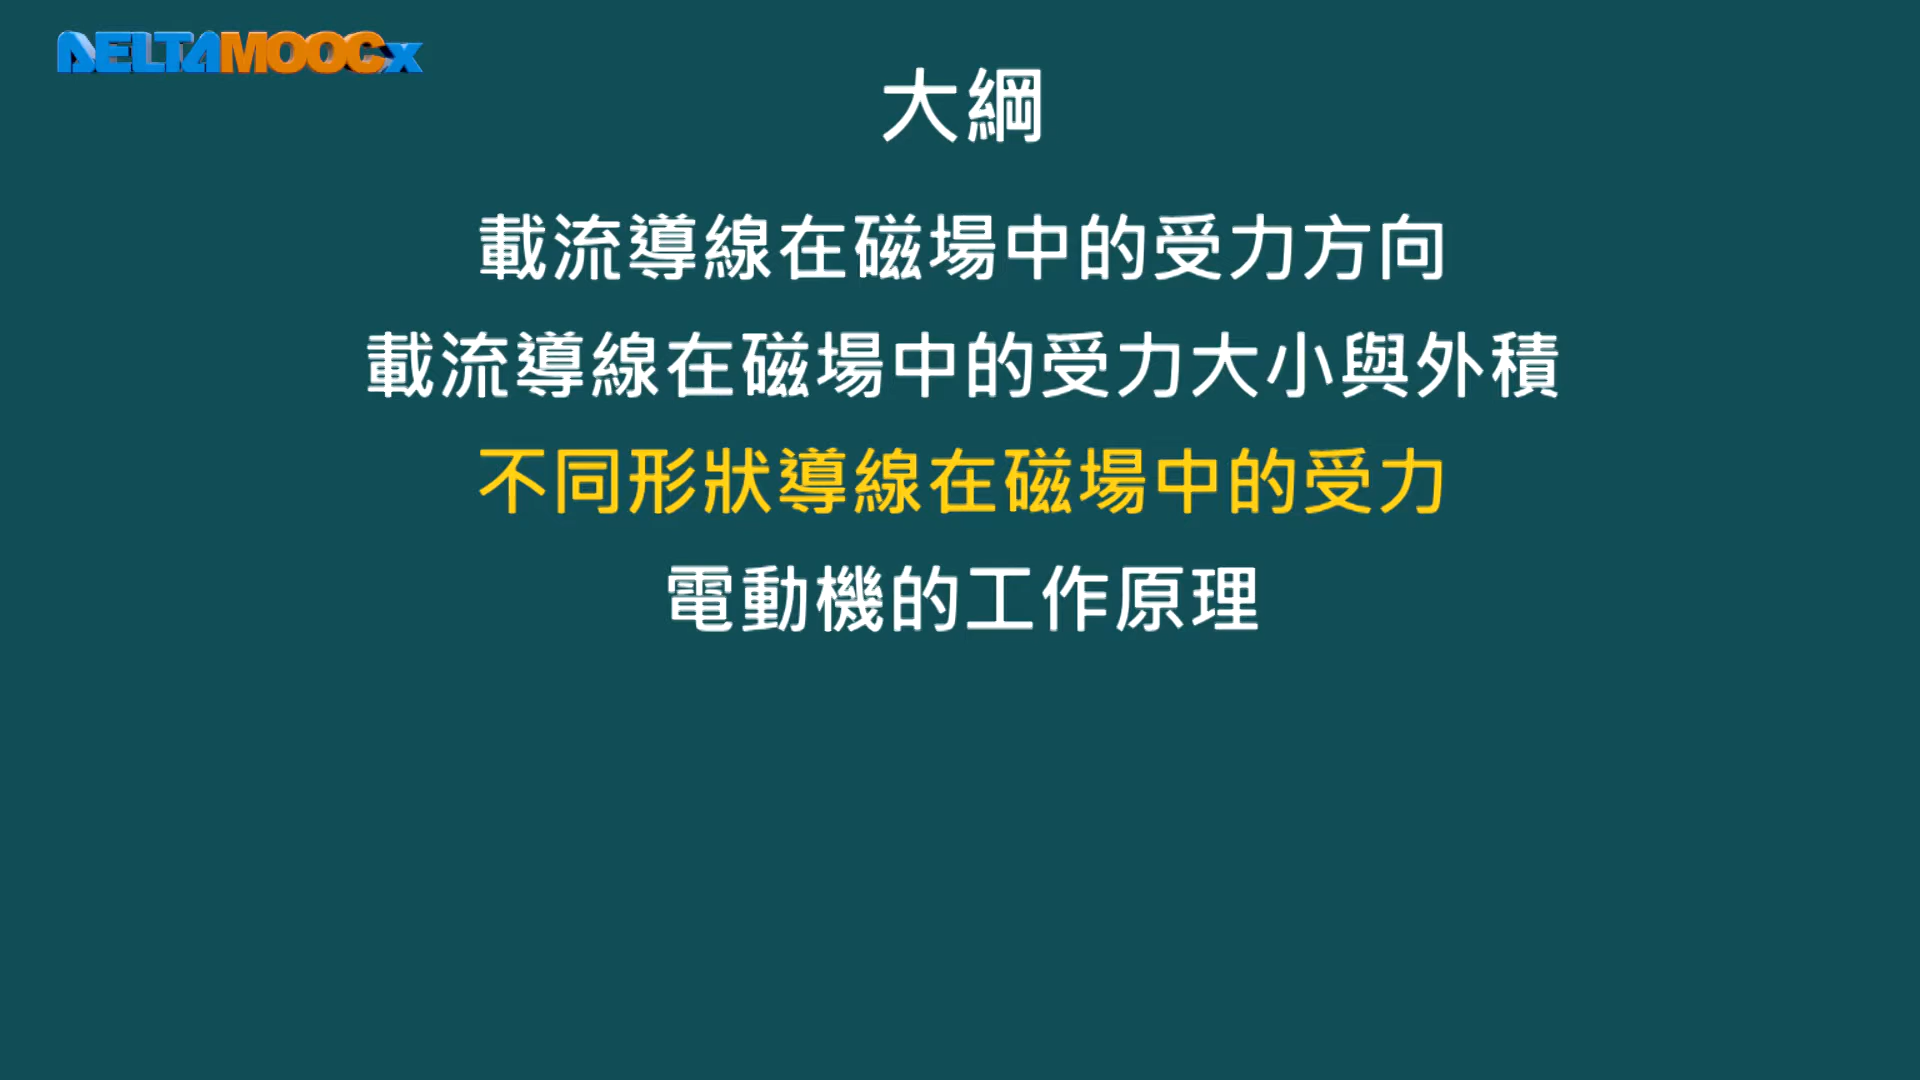 DELTAMOOCx
大綱
載流導線在磁場中的受力方向
載流導線在磁場中的受力大小與外積
不同形狀導線在磁場中的受力
電動機的工作原理